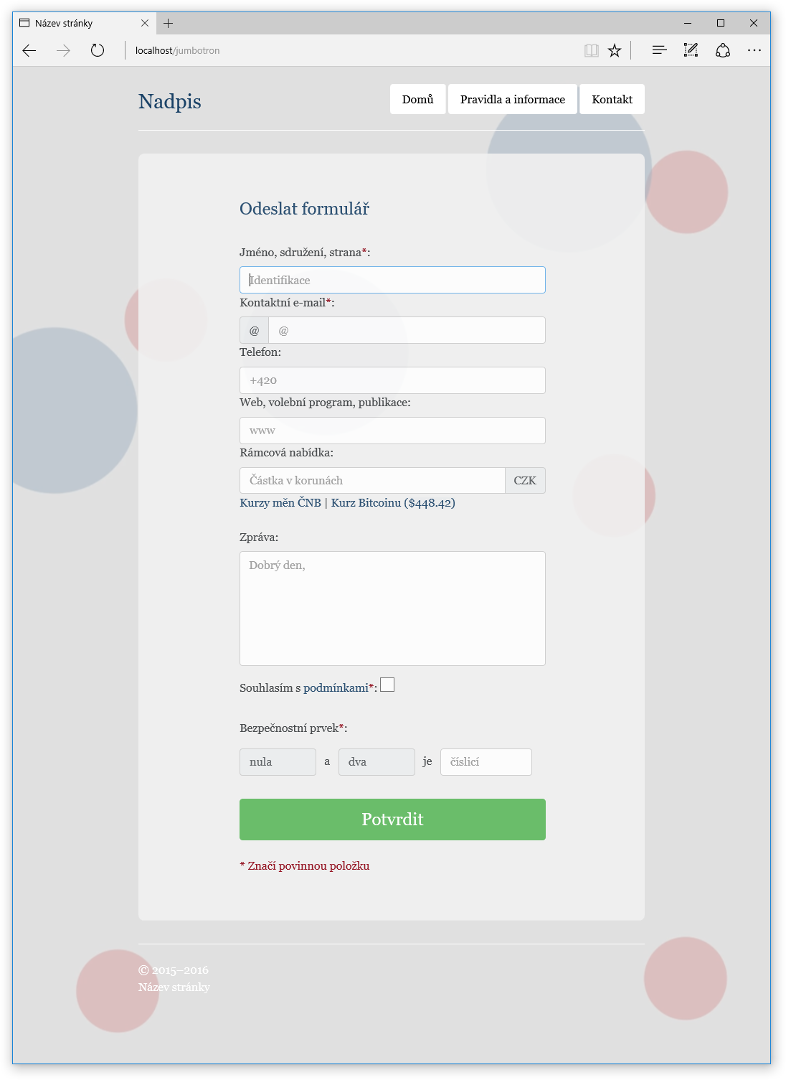 Název stránky
localhost/jumbotron
Nadpis
Domů
Pravidla a informace
Kontakt
Odeslat formulář
Jméno, sdružení, strana*:
Identifikace
Kontaktní e-mail*:
@ @
Telefon:
+420
Web, volební program, publikace:
www
Rámcová nabídka:
Částka v korunách CZK
Kurzy měn ČNB | Kurz Bitcoinu ($448.42)
Zpráva:
Dobrý den,
Souhlasím s podmínkami*:
Bezpečnostní prvek*:
nula a dva je číslicí
Potvrdit
* Značí povinnou položku
© 2015–2016
Název stránky